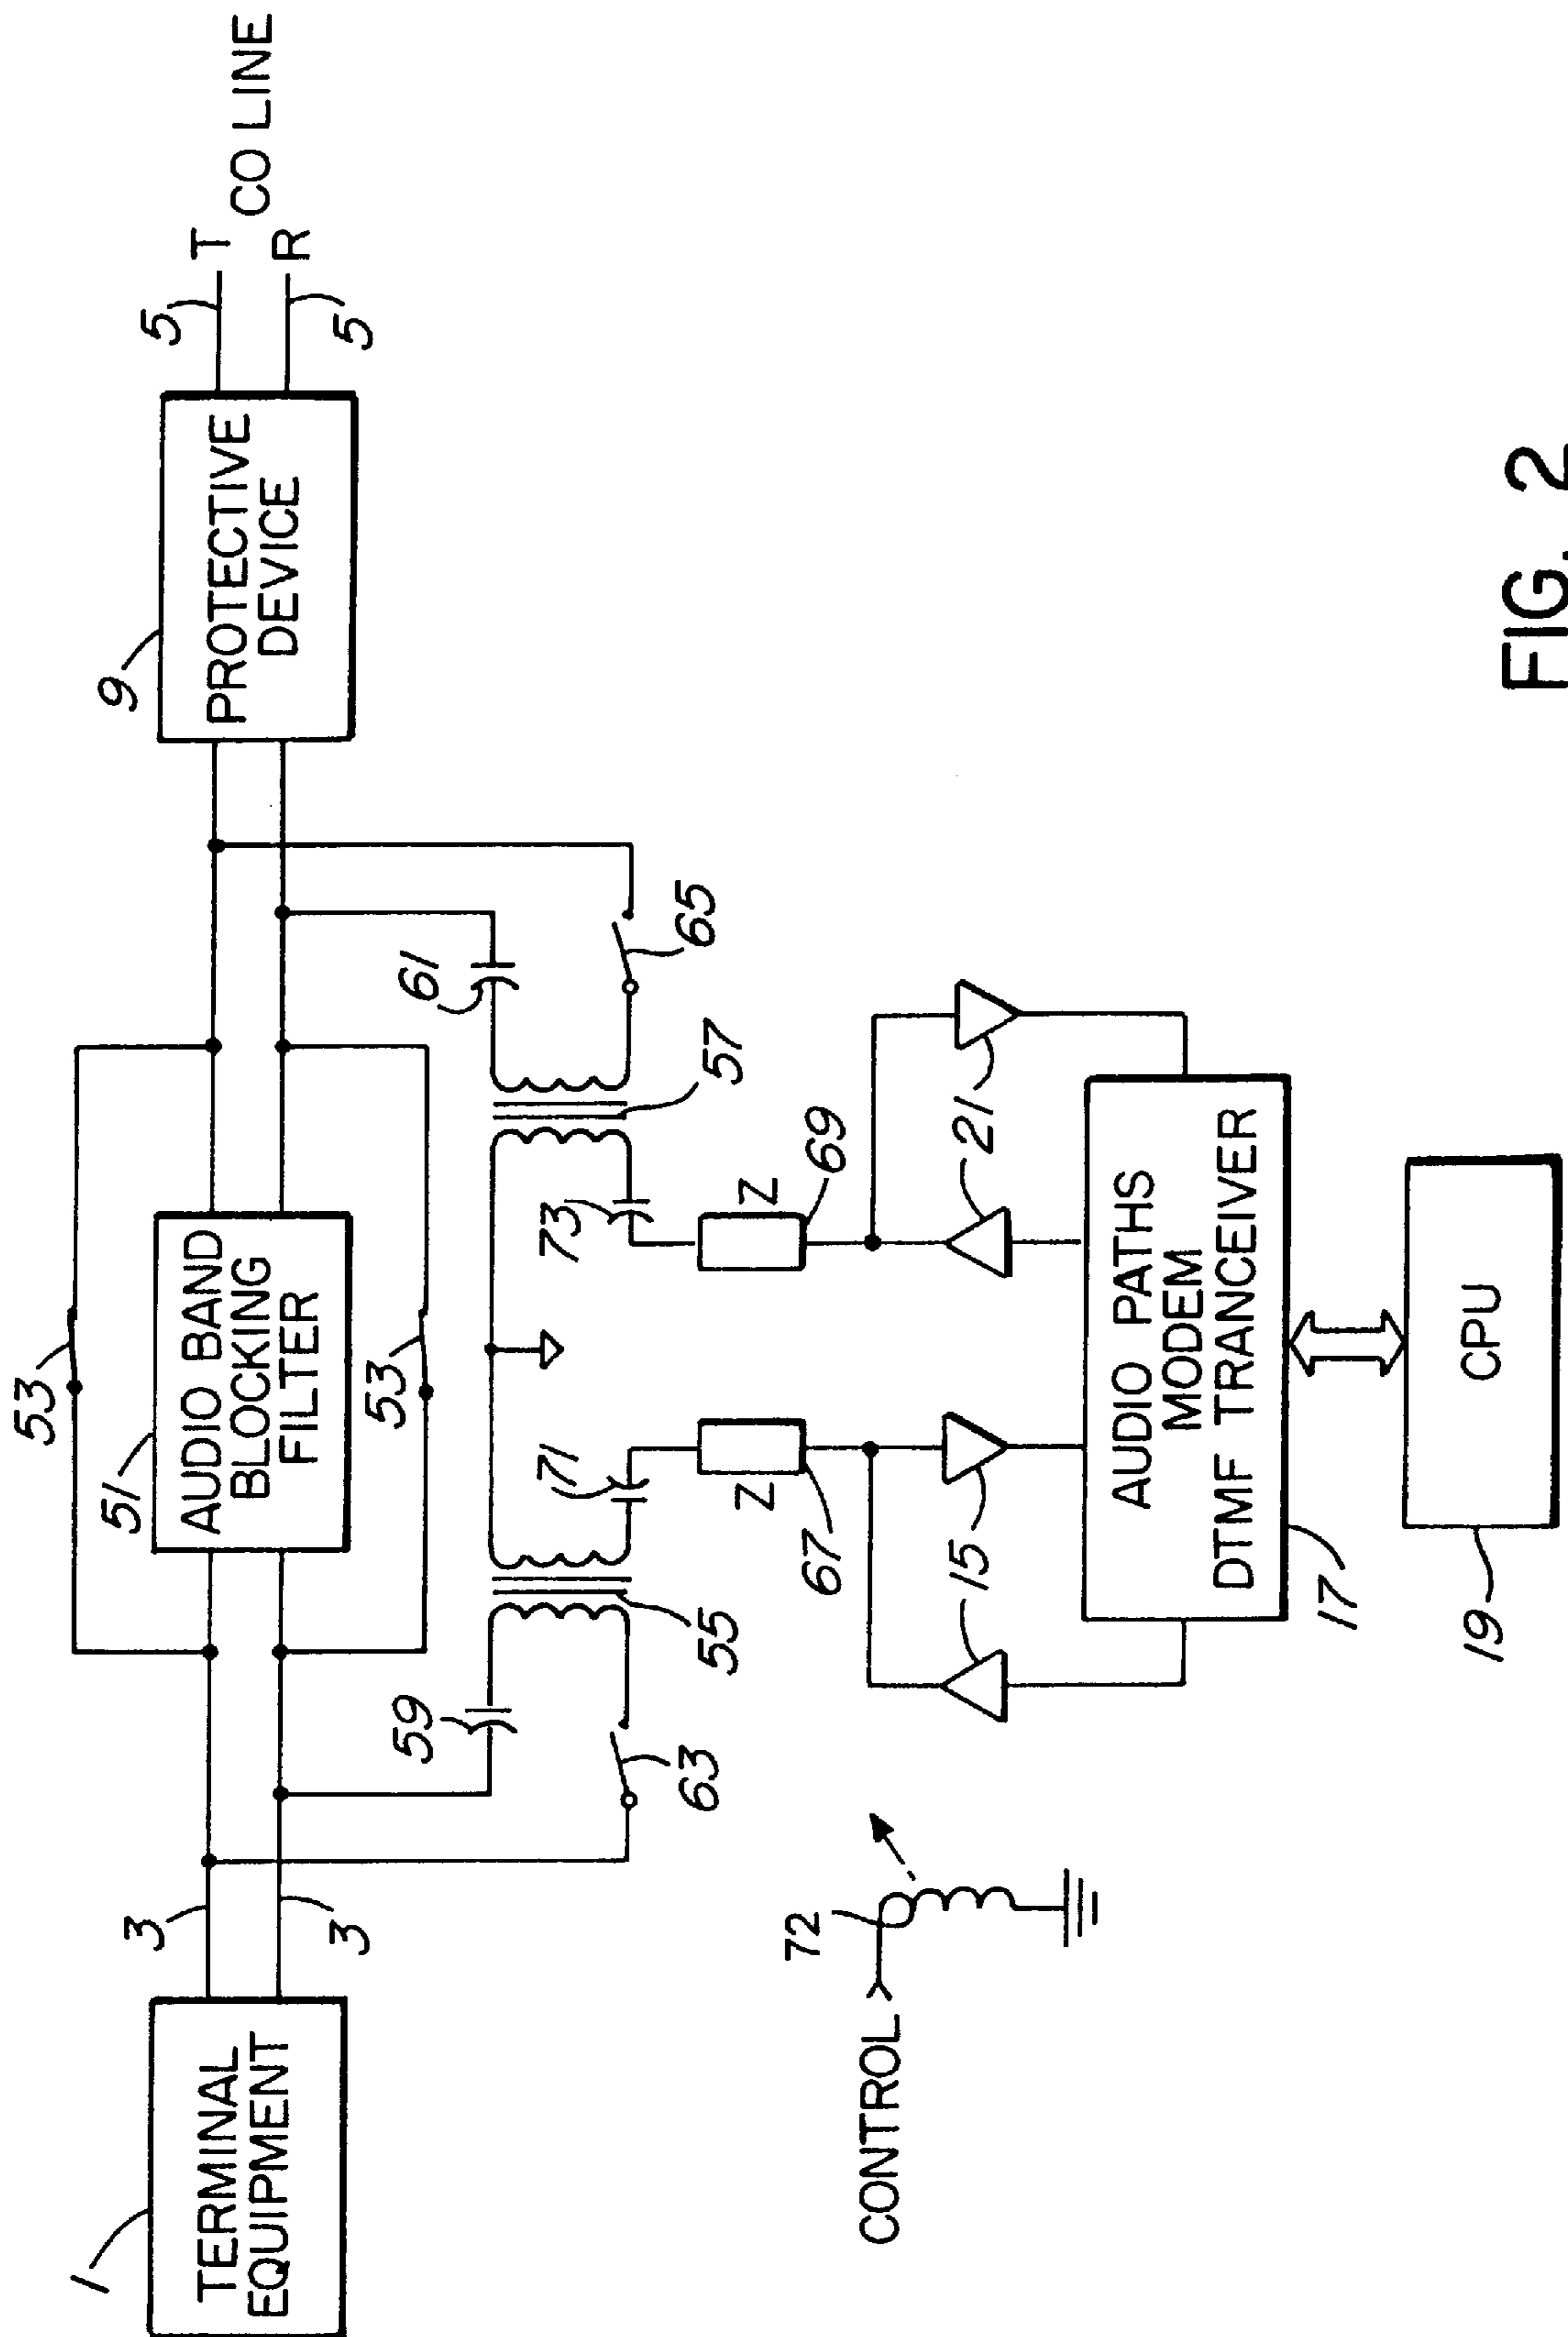 53
5
T
CO LINE
R
5
1
TERMINAL
EQUIPMENT
3
3
51
AUDIO BAND
BLOCKING
FILTER
9
PROTECTIVE
DEVICE
53
59
63
55
71
73
57
61
65
72
CONTROL
67
Z
Z
69
15
21
17
AUDIO PATHS
MODEM
DTMF TRANCEIVER
19
CPU
FIG. 2